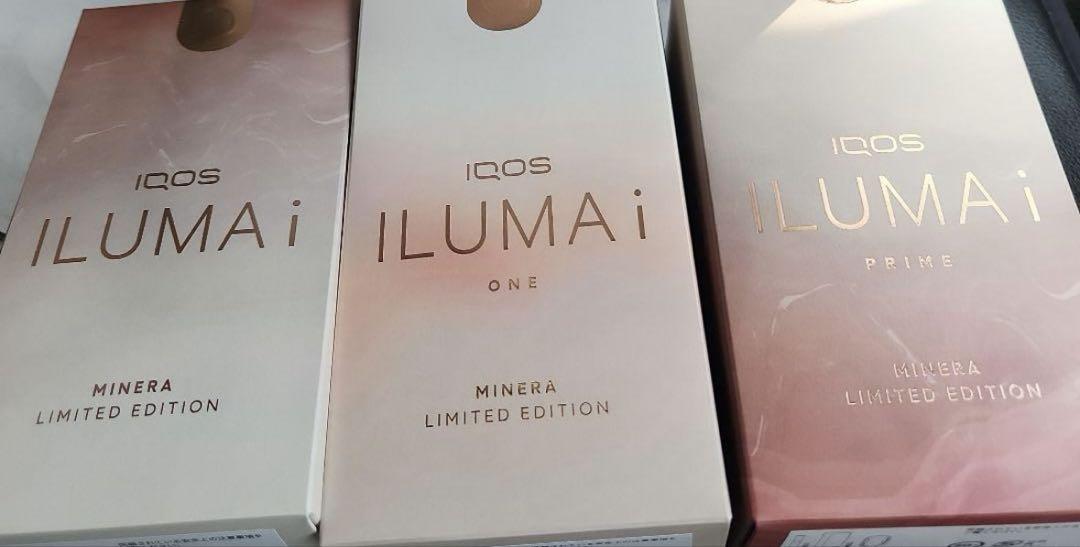 IQOS
ILUMA i
MINERA
LIMITED EDITION
IQOS
ILUMA i
ONE
MINERA
LIMITED EDITION
IQOS
ILUMA i
PRIME
MINERA
LIMITED EDITION